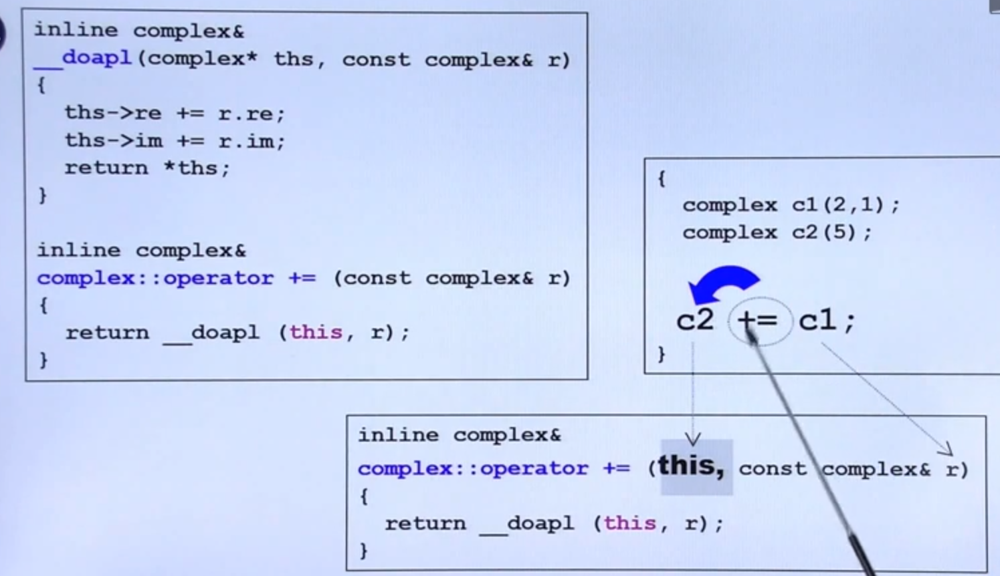 inline complex&
__doapl(complex* ths, const complex& r)
{
  ths->re += r.re;
  ths->im += r.im;
  return *ths;
}
inline complex&
complex::operator += (const complex& r)
{
  return __doapl (this, r);
}
{
  complex c1(2,1);
  complex c2(5);
c2 += c1;
}
inline complex&
complex::operator += (this, const complex& r)
{
  return __doapl (this, r);
}